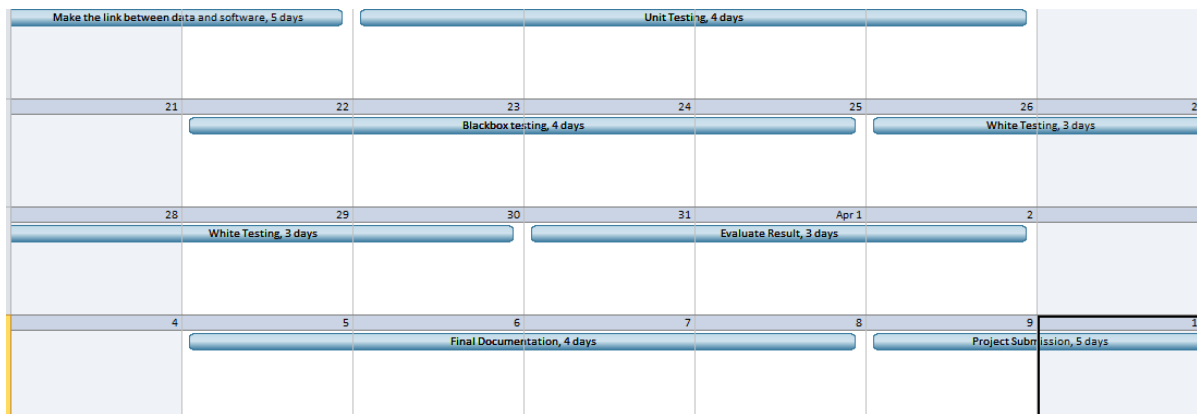 Make the link between data and software, 5 days Unit Testing, 4 days
21 22 23 24 25 26 2
Blackbox testing, 4 days White Testing, 3 days
28 29 30 31 Apr 1 2
White Testing, 3 days Evaluate Result, 3 days
4 5 6 7 8 9 1
Final Documentation, 4 days Project Submission, 5 days